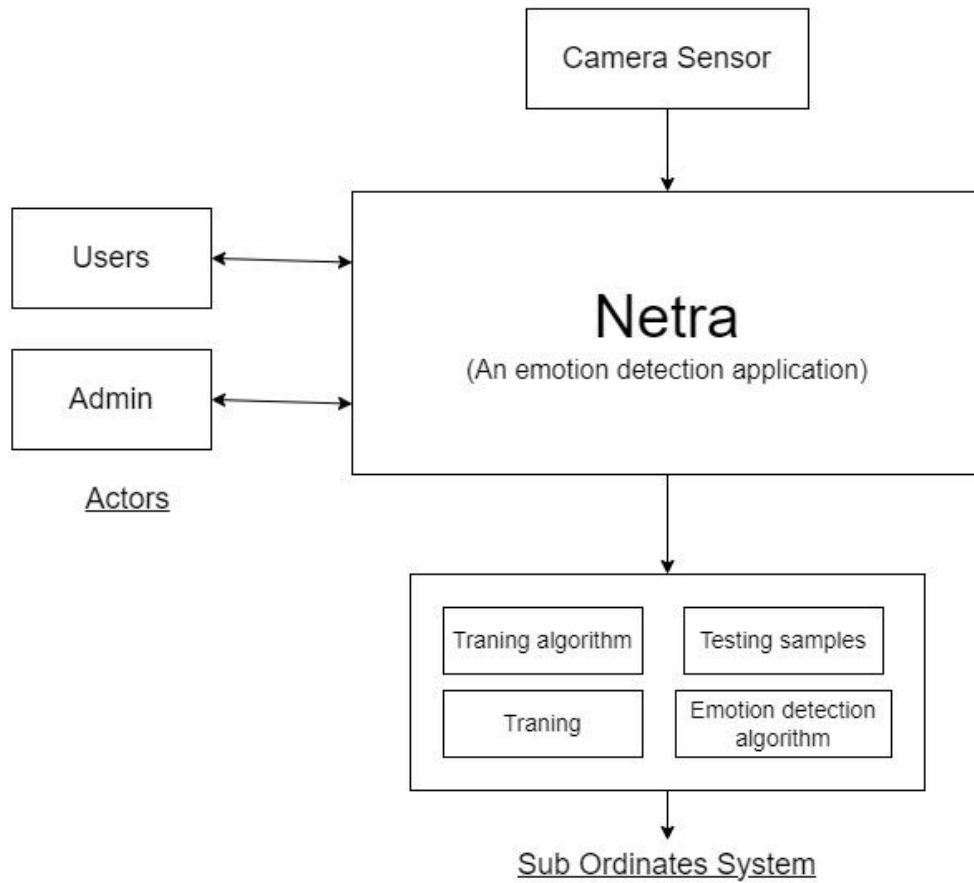 Camera Sensor
Users
Netra
(An emotion detection application)
Admin
Actors
Traning algorithm
Testing samples
Traning
Emotion detection
algorithm
Sub Ordinates System